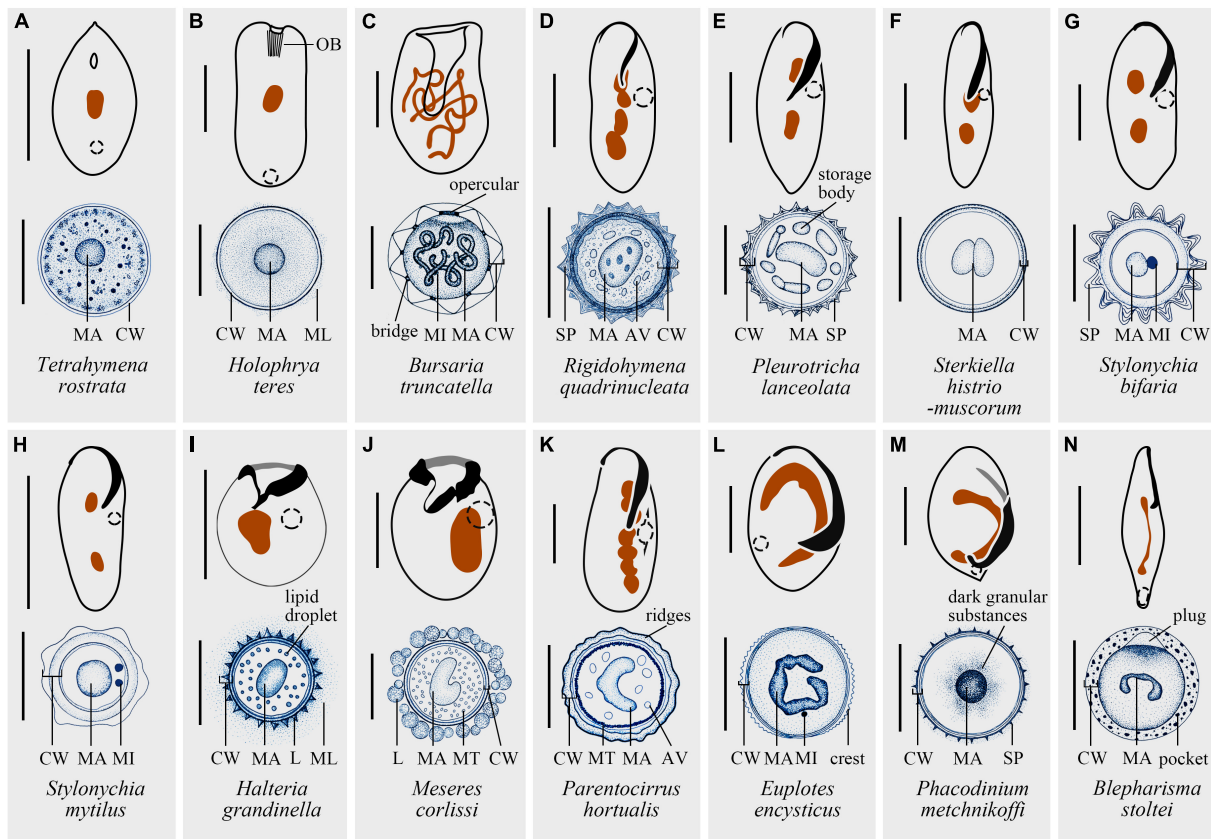 A
B
OB
C
D
E
F
G
opercular
storage
body
MA CW
CW MA ML
bridge MI MA CW
SP MA AV CW
CW MA SP
MA CW
SP MA MI CW
Tetrahymena
rostrata
Holophrya
teres
Bursaria
truncatella
Rigidohymena
quadrinucleata
Pleurotricha
lanceolata
Sterkiella
histrio
-muscorum
Stylonychia
bifaria
H
I
J
K
L
M
N
lipid
droplet
ridges
dark granular
substances
plug
CW MA MI
CW MA L ML
L MA MT CW
CW MT MA AV
CW MA MI crest
CW MA SP
CW MA pocket
Stylonychia
mytilus
Halteria
grandinella
Meseres
corlissi
Parentocirrus
hortualis
Euplotes
encysticus
Phacodinium
metchnikoffi
Blepharisma
stoltei